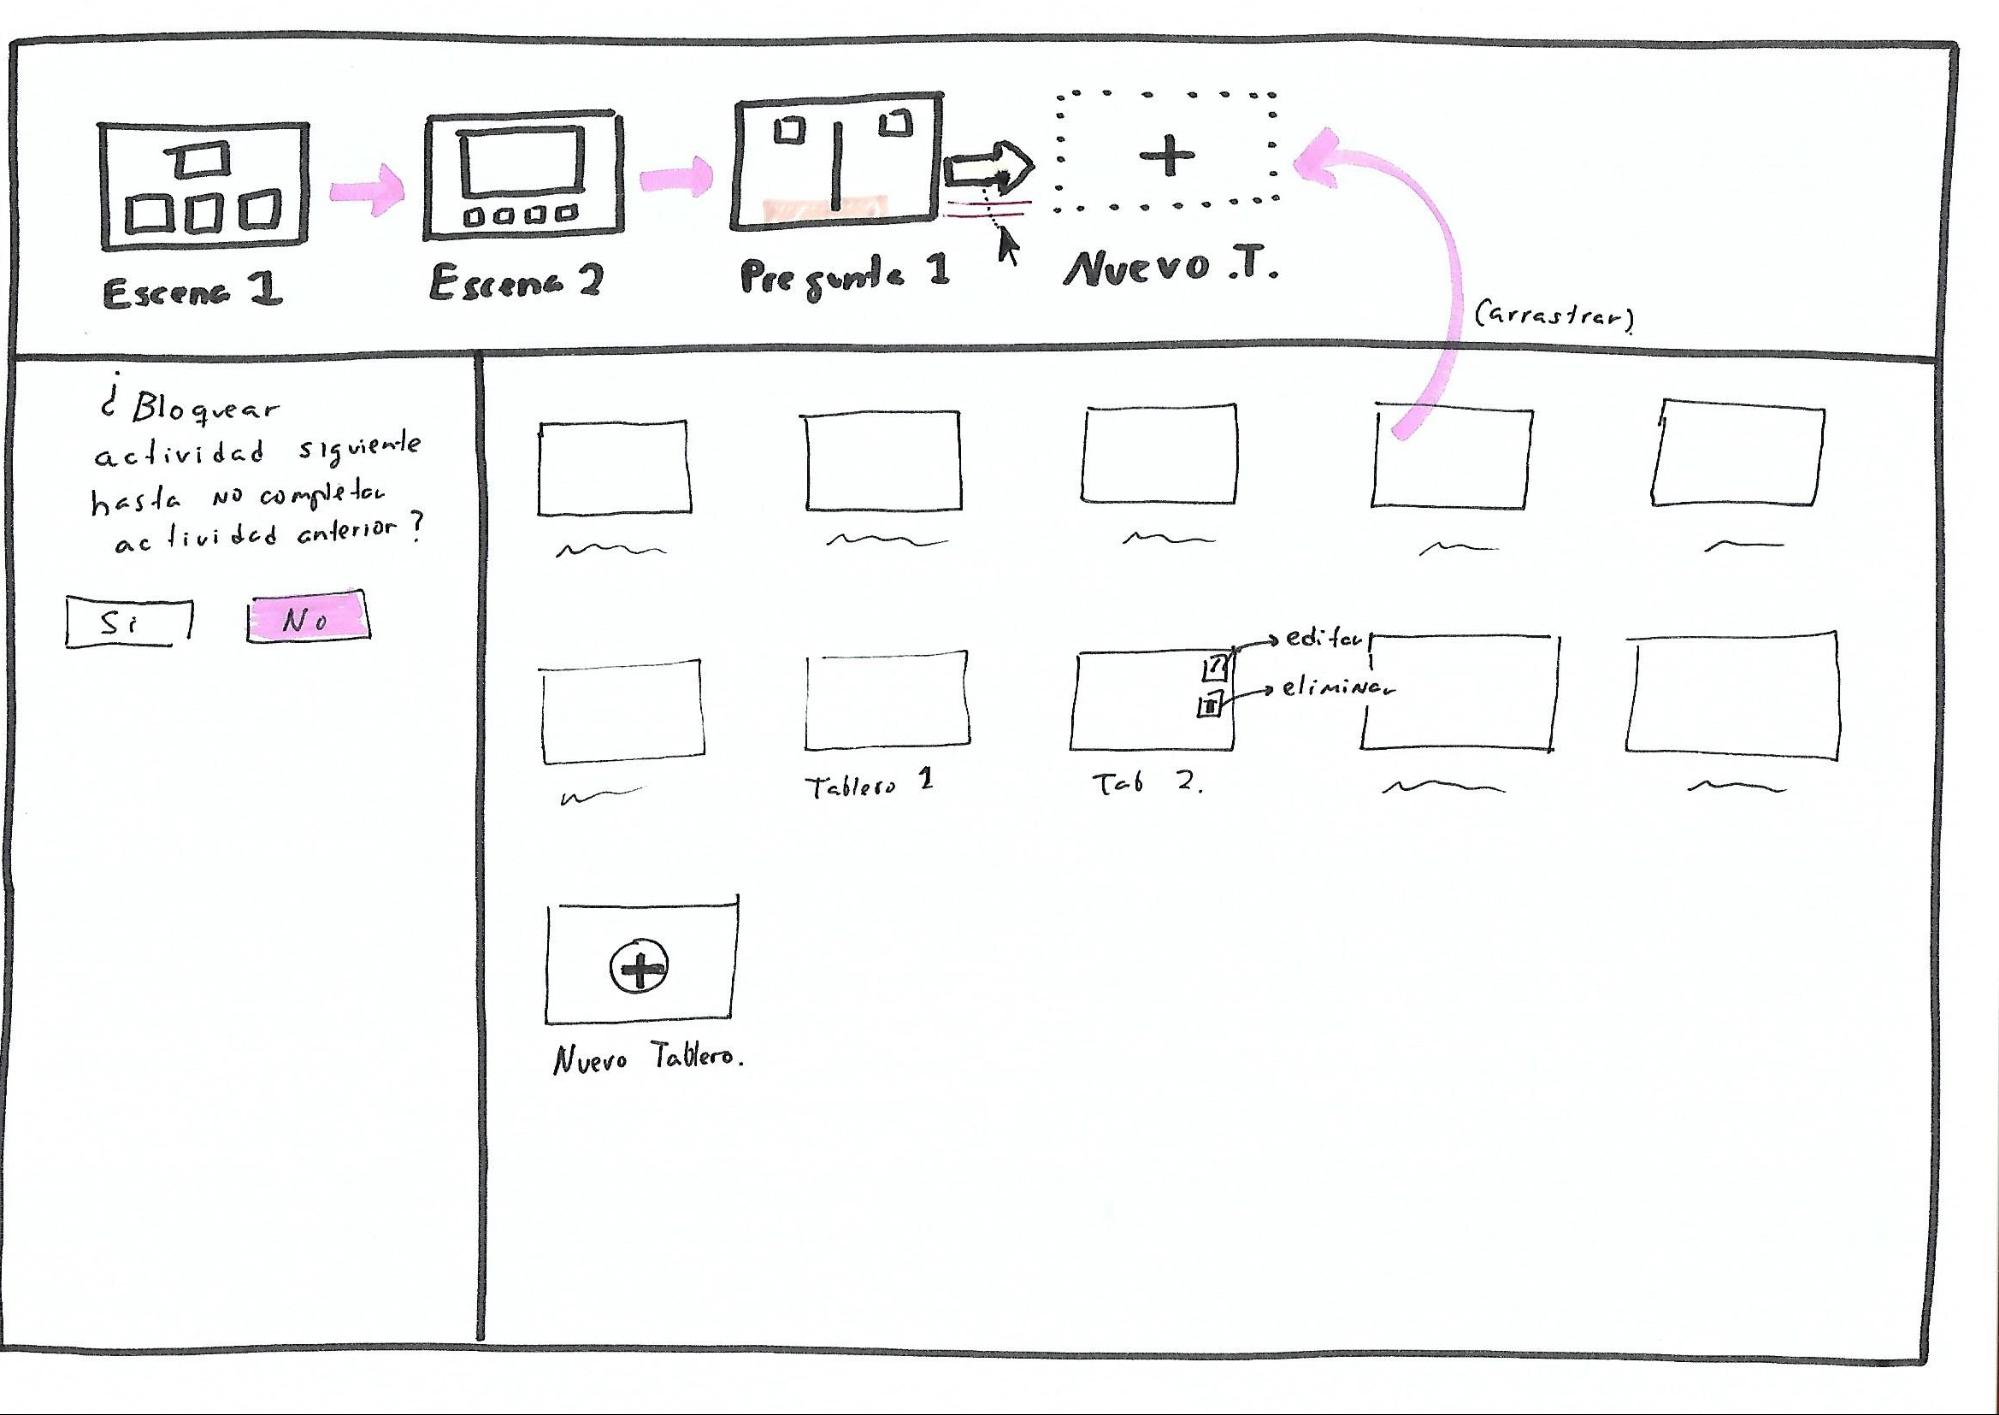 Escena 1
Escena 2
Pregunta 1
Nuevo .T.
(arrastrar)
¿Bloquear
actividad siguiente
hasta no completar
actividad anterior?
Si
No
editar
eliminar
Tablero 1
Tab 2.
Nuevo Tablero.